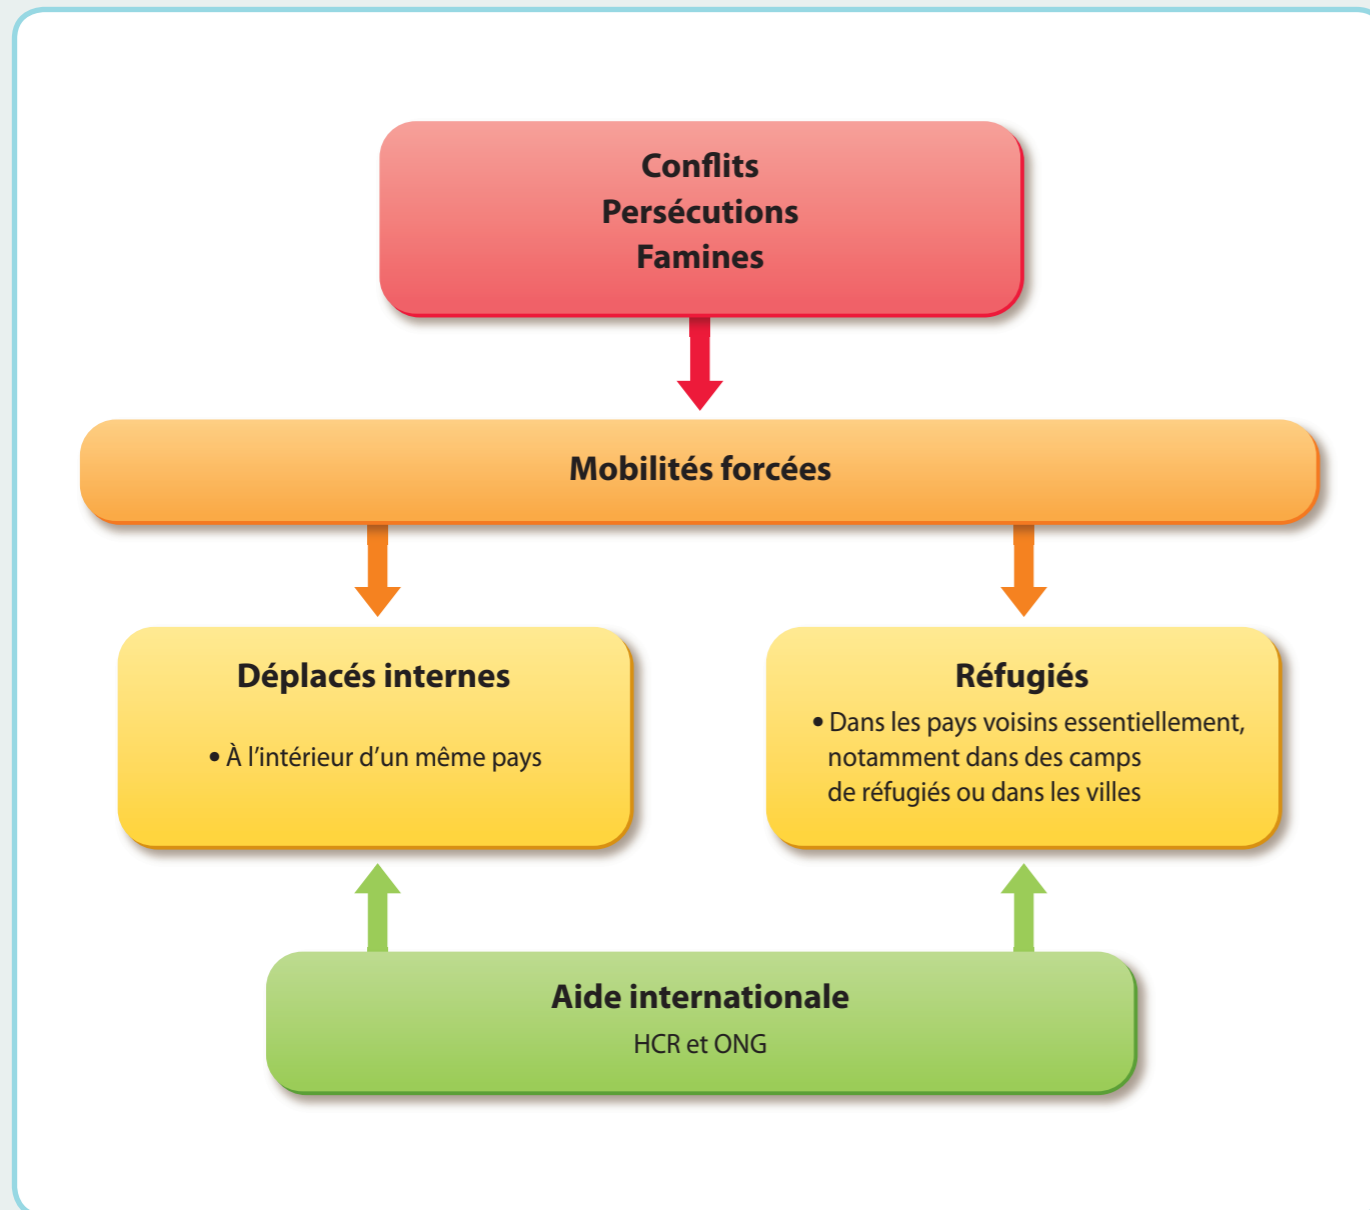 Conflits
Persécutions
Famines
Mobilités forcées
Déplacés internes
• À l'intérieur d'un même pays
Réfugiés
• Dans les pays voisins essentiellement,
notamment dans des camps
de réfugiés ou dans les villes
Aide internationale
HCR et ONG